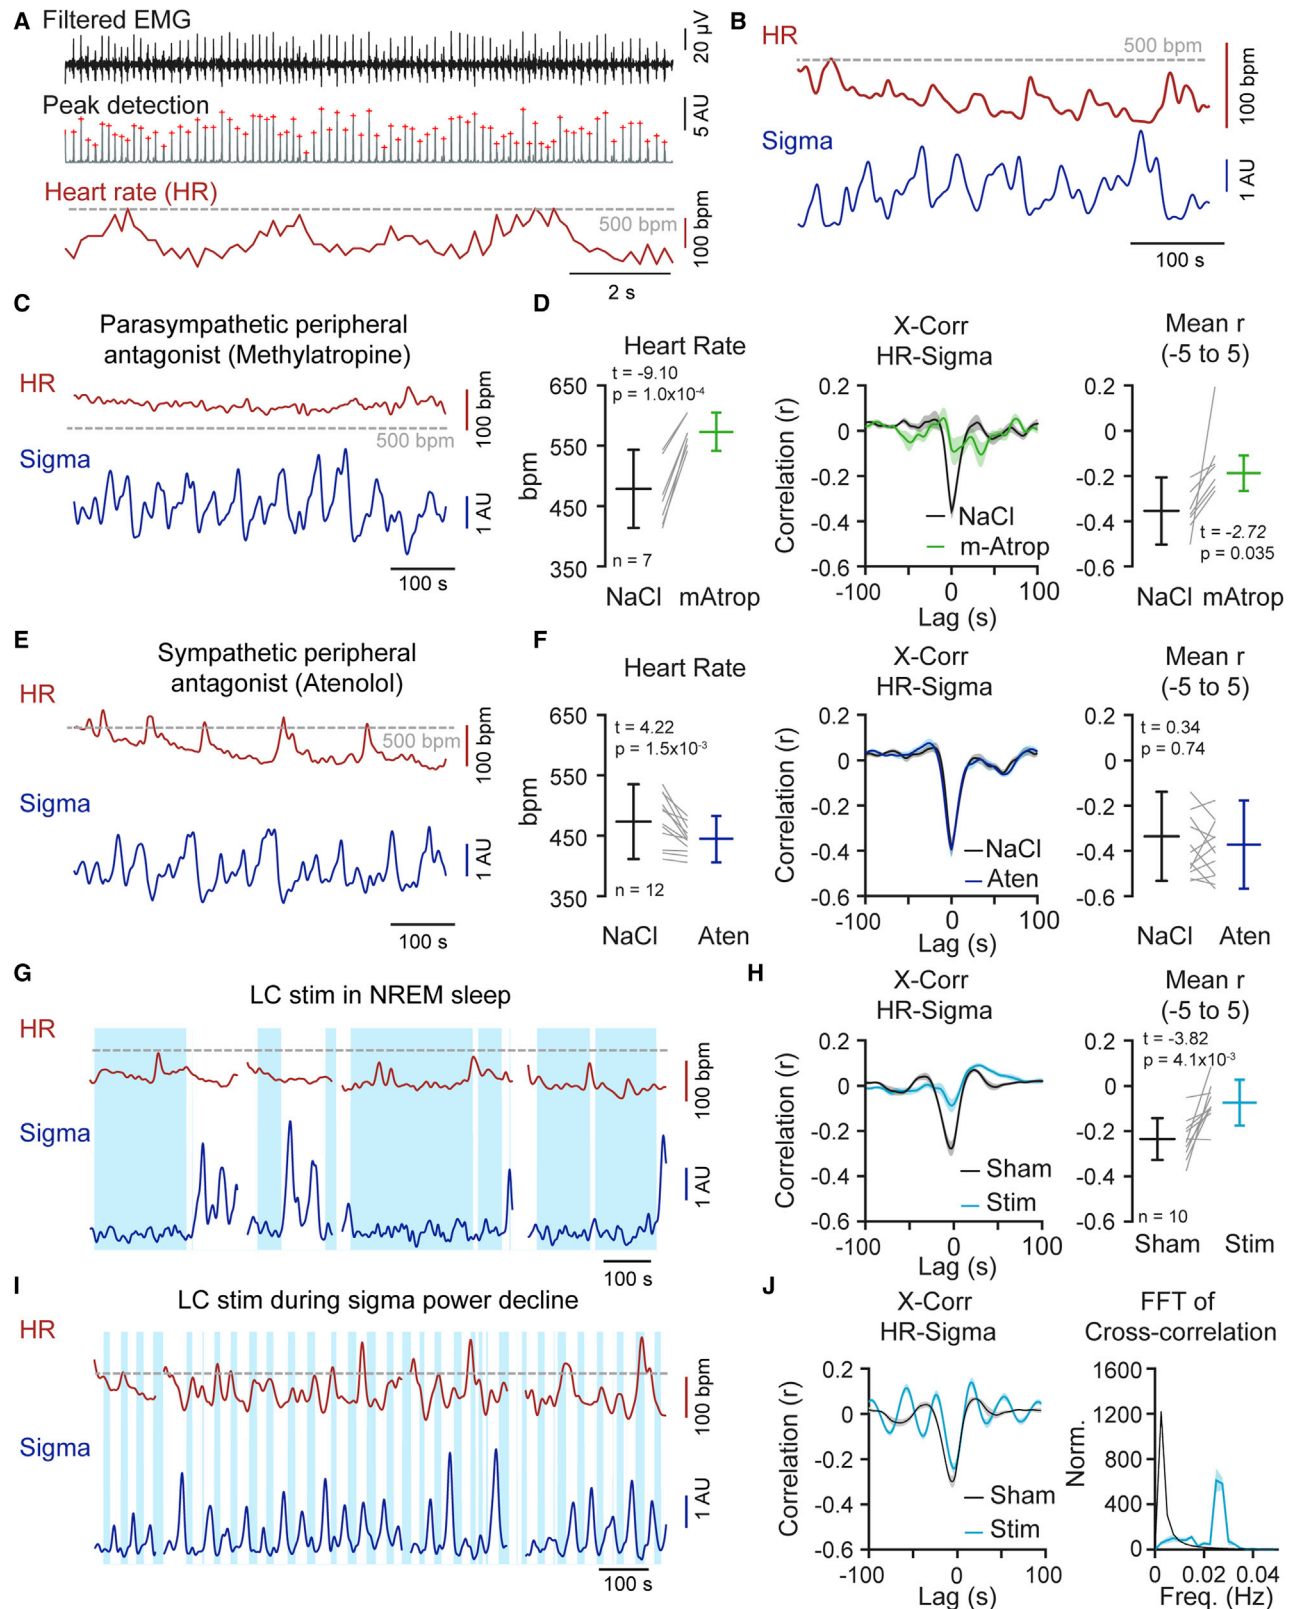 A
Filtered EMG
20 µV
Peak detection
5 AU
Heart rate (HR)
500 bpm
100 bpm
2 s
B
HR
500 bpm
100 bpm
Sigma
1 AU
100 s
C
Parasympathetic peripheral
antagonist (Methylatropine)
HR
100 bpm
500 bpm
Sigma
1 AU
100 s
D
Heart Rate
t = -9.10
p = 1.0x10⁻⁴
650
550
450
350
bpm
n = 7
NaCl mAtrop
X-Corr
HR-Sigma
0.2
0
-0.2
-0.4
-0.6
Correlation (r)
NaCl
m-Atrop
-100 0 100
Lag (s)
Mean r
(-5 to 5)
0.2
0
-0.2
-0.4
-0.6
t = -2.72
p = 0.035
NaCl mAtrop
E
Sympathetic peripheral
antagonist (Atenolol)
HR
500 bpm
100 bpm
Sigma
1 AU
100 s
F
Heart Rate
650
550
450
350
bpm
t = 4.22
p = 1.5x10⁻³
n = 12
NaCl Aten
X-Corr
HR-Sigma
0.2
0
-0.2
-0.4
-0.6
Correlation (r)
NaCl
Aten
-100 0 100
Lag (s)
Mean r
(-5 to 5)
0.2
0
-0.2
-0.4
-0.6
t = 0.34
p = 0.74
NaCl Aten
G
LC stim in NREM sleep
HR
100 bpm
Sigma
1 AU
100 s
H
X-Corr
HR-Sigma
0.2
0
-0.2
-0.4
-0.6
Correlation (r)
Sham
Stim
-100 0 100
Lag (s)
Mean r
(-5 to 5)
0.2
0
-0.2
-0.4
-0.6
t = -3.82
p = 4.1x10⁻³
n = 10
Sham Stim
I
LC stim during sigma power decline
HR
100 bpm
Sigma
1 AU
100 s
J
X-Corr
HR-Sigma
0.2
0
-0.2
-0.4
-0.6
Correlation (r)
Sham
Stim
-100 0 100
Lag (s)
FFT of
Cross-correlation
1600
1200
800
400
0
Norm.
0 0.02 0.04
Freq. (Hz)